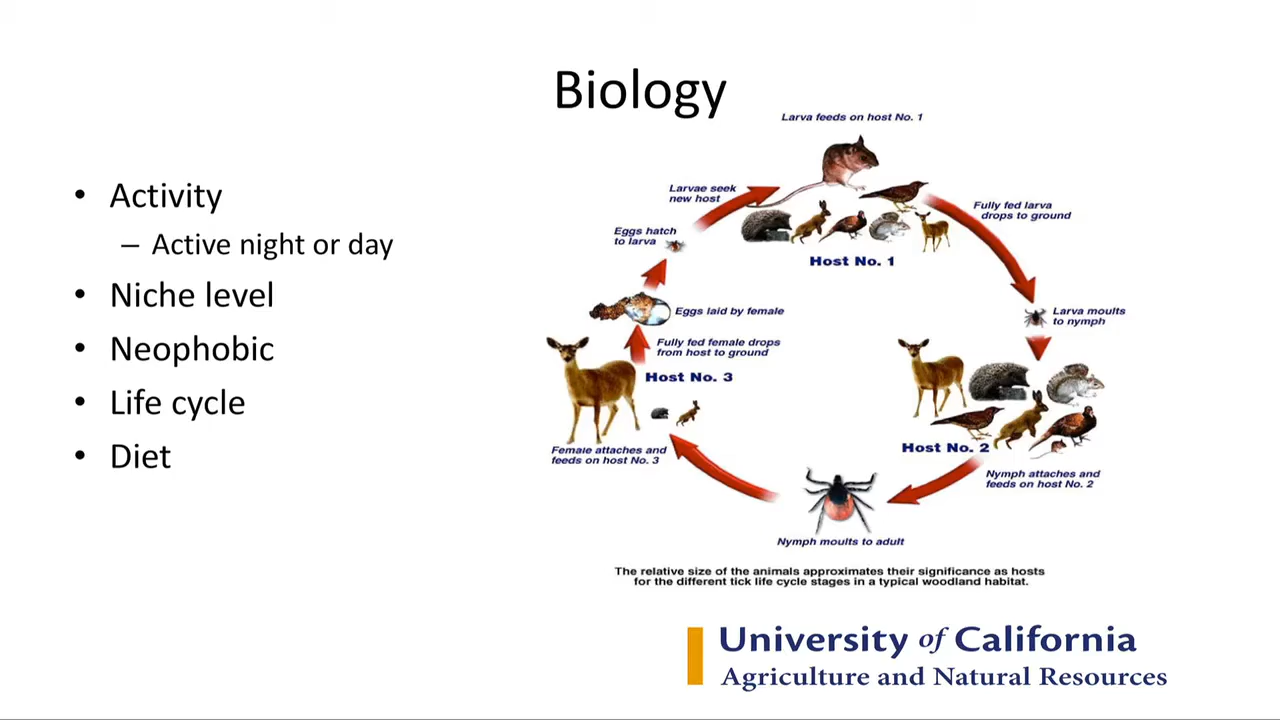 Biology
• Activity
– Active night or day
• Niche level
• Neophobic
• Life cycle
• Diet
Larva feeds on host No. 1
Larvae seek
new host
Fully fed larva
drops to ground
Eggs hatch
to larva
Host No. 1
Eggs laid by female
Larva moults
to nymph
Fully fed female drops
from host to ground
Host No. 3
Host No. 2
Female attaches and
feeds on host No. 3
Nymph attaches and
feeds on host No. 2
Nymph moults to adult
The relative size of the animals approximates their significance as hosts
for the different tick life cycle stages in a typical woodland habitat.
University of California
Agriculture and Natural Resources